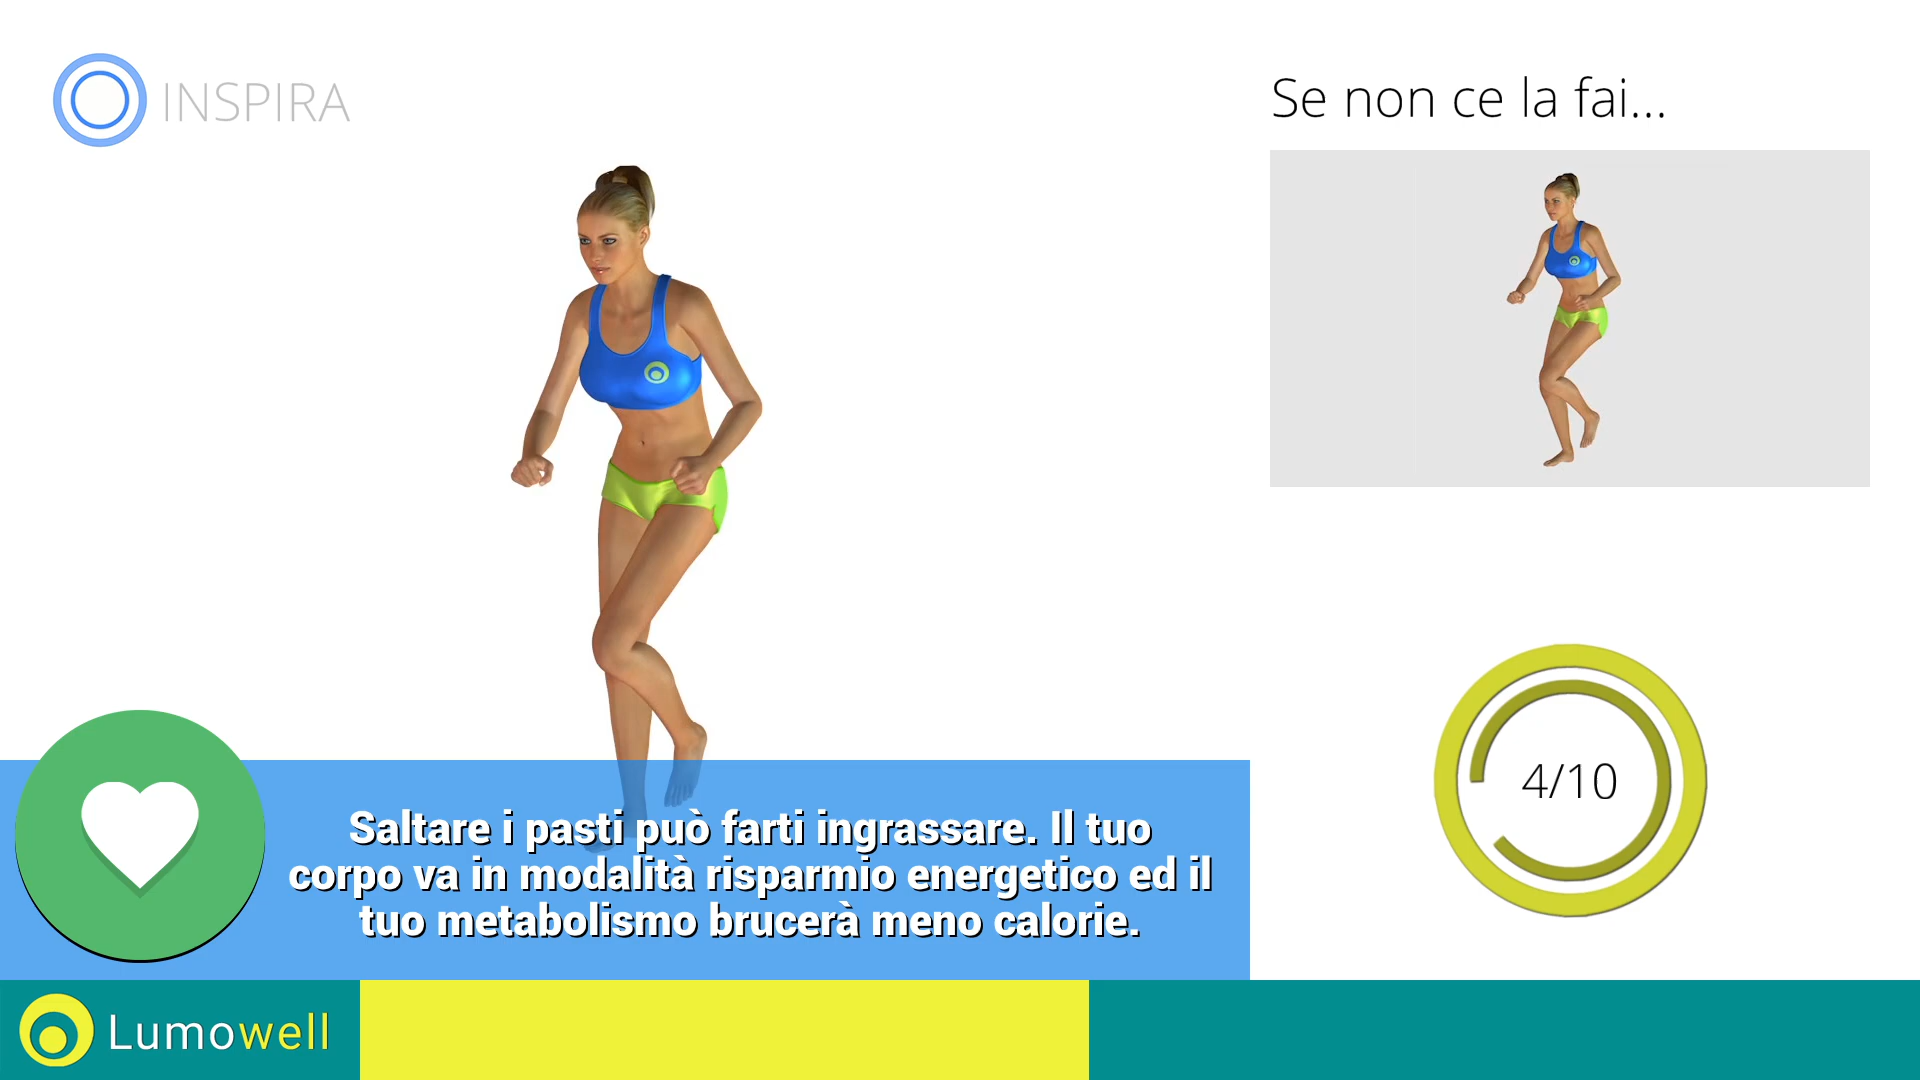 INSPIRA
Se non ce la fai...
4/10
Saltare i pasti può farti ingrassare. Il tuo
corpo va in modalità risparmio energetico ed il
tuo metabolismo brucerà meno calorie.
Lumowell